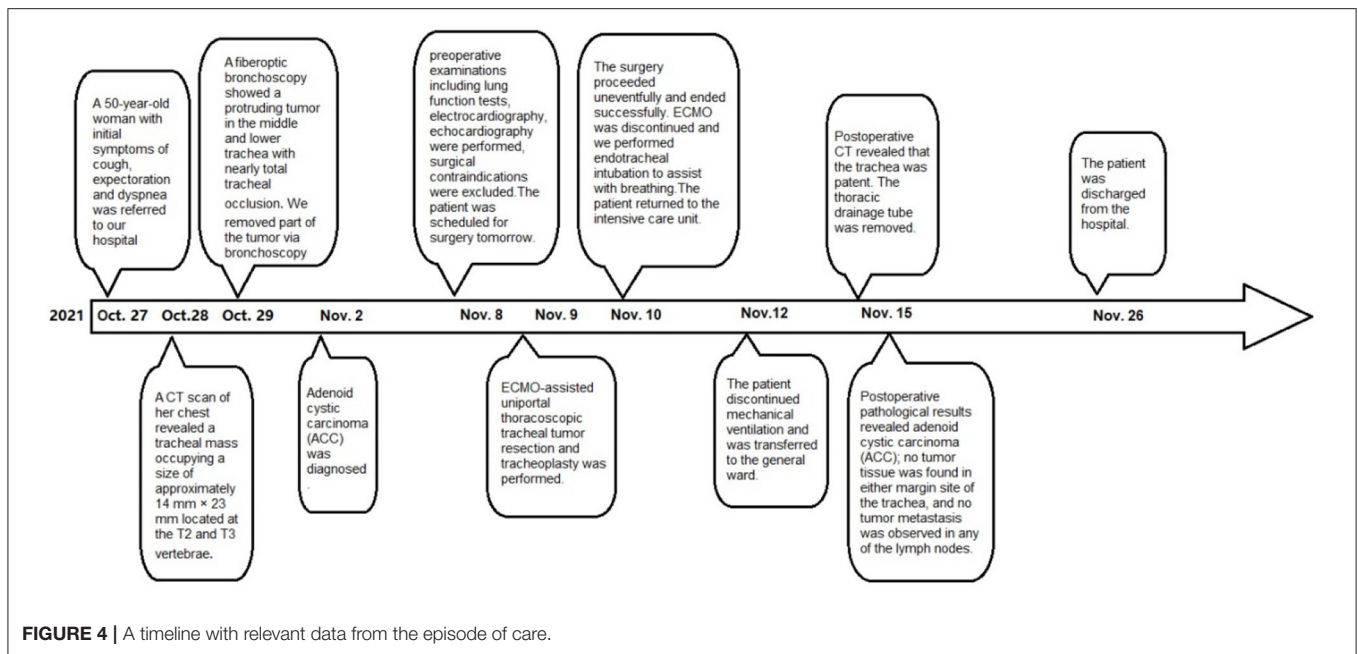 A 50-year-old
woman with
initial
symptoms of
cough,
expectoration
and dyspnea
was referred
to our
hospital
A fiberoptic
bronchoscopy
showed a
protruding tumor
in the middle
and lower
trachea with
nearly total
tracheal
occlusion. We
removed part of
the tumor via
bronchoscopy
preoperative
examinations
including lung
function tests,
electrocardiography,
echocardiography
were performed,
surgical
contraindications
were excluded.The
patient was
scheduled for
surgery tomorrow.
The surgery
proceeded
uneventfully and ended
successfully. ECMO
was discontinued and
we performed
endotracheal
intubation to assist
with breathing.The
patient returned to the
intensive care unit.
Postoperative
CT revealed that
the trachea was
patent. The
thoracic
drainage tube
was removed.
The patient
was
discharged
from the
hospital.
2021 Oct. 27 Oct.28 Oct. 29 Nov. 2 Nov. 8 Nov. 9 Nov. 10 Nov.12 Nov. 15 Nov. 26
A CT scan of
her chest
revealed a
tracheal mass
occupying a
size of
approximately
14 mm × 23
mm located at
the T2 and T3
vertebrae.
Adenoid
cystic
carcinoma
(ACC)
was
diagnosed
.
ECMO-assisted
uniportal
thoracoscopic
tracheal tumor
resection and
tracheoplasty was
performed.
The patient
discontinued
mechanical
ventilation and
was transferred
to the general
ward.
Postoperative
pathological results
revealed adenoid
cystic carcinoma
(ACC); no tumor
tissue was found in
either margin site of
the trachea, and no
tumor metastasis
was observed in any
of the lymph nodes.
FIGURE 4 | A timeline with relevant data from the episode of care.